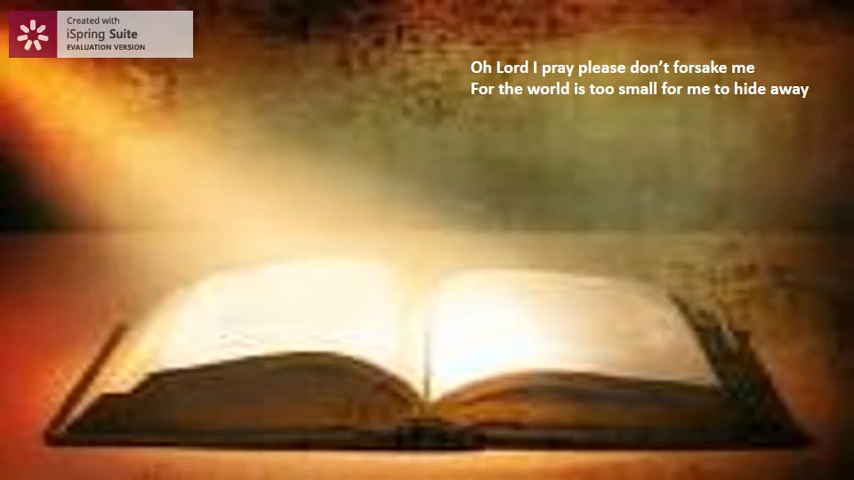 Created with
iSpring Suite
EVALUATION VERSION
Oh Lord I pray please don’t forsake me
For the world is too small for me to hide away